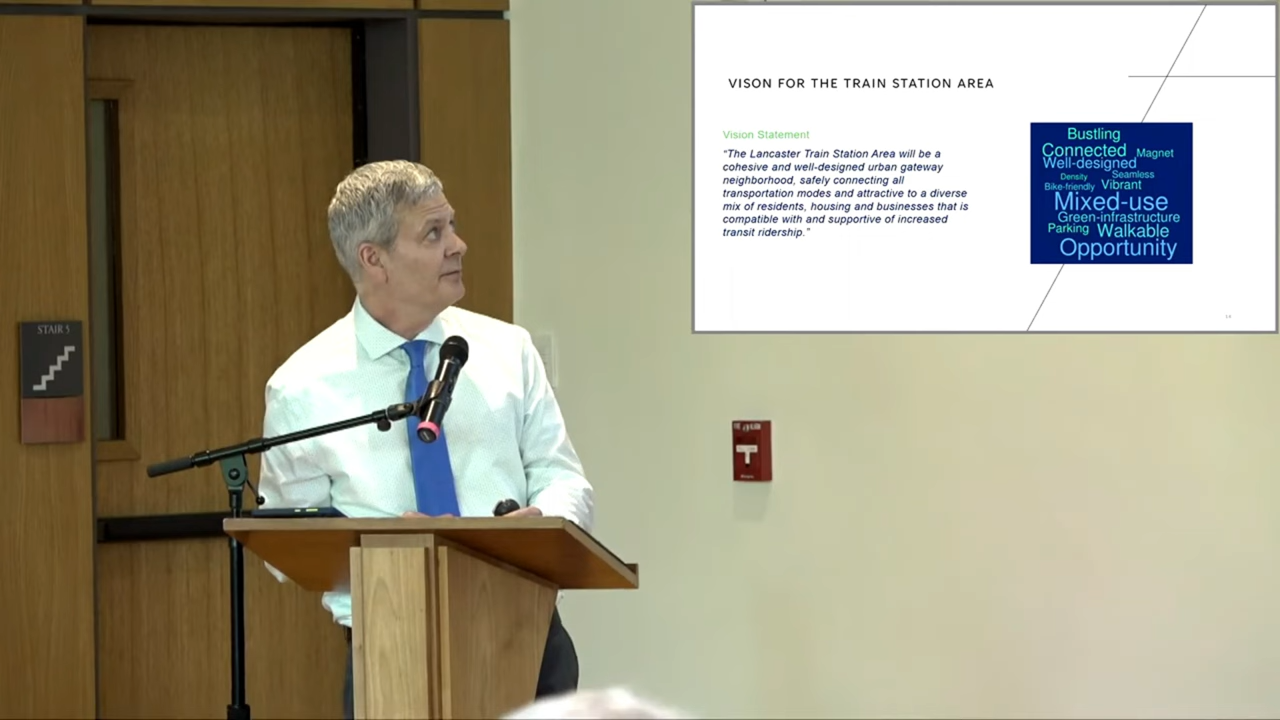 STAIR 5
VISON FOR THE TRAIN STATION AREA
Vision Statement
“The Lancaster Train Station Area will be a
cohesive and well-designed urban gateway
neighborhood, safely connecting all
transportation modes and attractive to a diverse
mix of residents, housing and businesses that is
compatible with and supportive of increased
transit ridership.”
Bustling
Connected Magnet
Well-designed
Density Seamless
Bike-friendly Vibrant
Mixed-use
Green-infrastructure
Parking Walkable
Opportunity